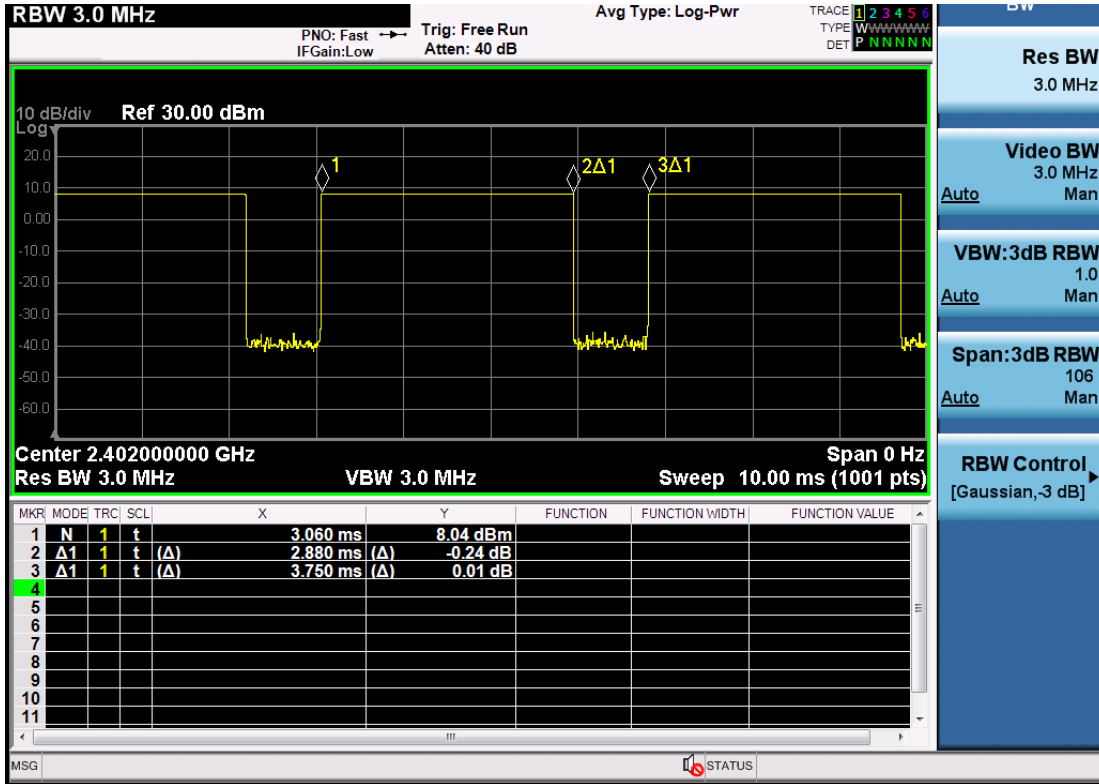 RBW 3.0 MHz
PNO: Fast
IFGain:Low
Trig: Free Run
Atten: 40 dB
Avg Type: Log-Pwr
TRACE 1 2 3 4 5 6
TYPE WWWWWWW
DET P N N N N N
10 dB/div Ref 30.00 dBm
Log
1
2Δ1
3Δ1
20.0
10.0
0.00
-10.0
-20.0
-30.0
-40.0
-50.0
-60.0
Center 2.402000000 GHz
Span 0 Hz
Res BW 3.0 MHz
VBW 3.0 MHz
Sweep 10.00 ms (1001 pts)
MKR MODE TRC SCL X Y FUNCTION FUNCTION WIDTH FUNCTION VALUE
1 N 1 t 3.060 ms 8.04 dBm
2 Δ1 1 t (Δ) 2.880 ms (Δ) -0.24 dB
3 Δ1 1 t (Δ) 3.750 ms (Δ) 0.01 dB
4
5
6
7
8
9
10
11
MSG
STATUS
BW
Res BW
3.0 MHz
Video BW
3.0 MHz
Auto Man
VBW:3dB RBW
1.0
Auto Man
Span:3dB RBW
106
Auto Man
RBW Control
[Gaussian,-3 dB]